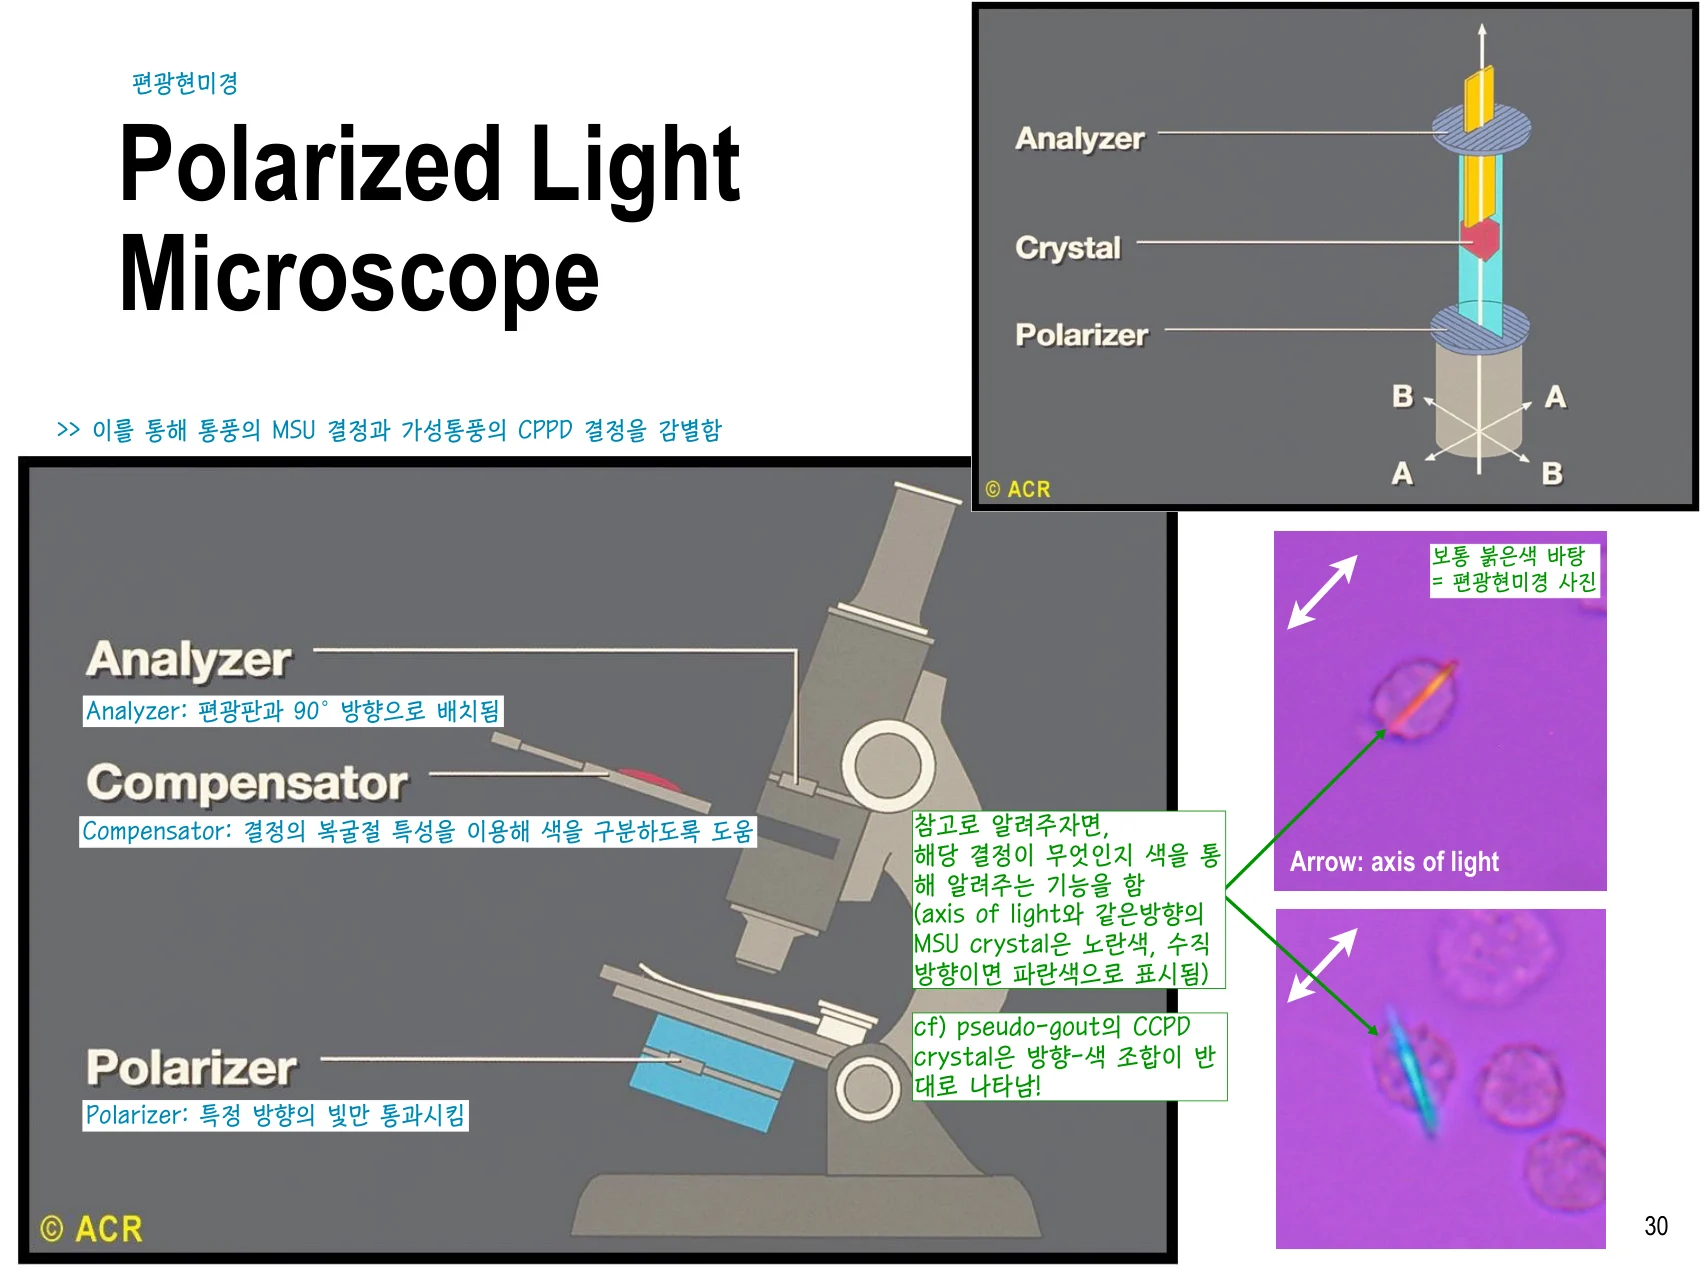 편광현미경
Polarized Light
Microscope
>> 이를 통해 통풍의 MSU 결정과 가성통풍의 CPPD 결정을 감별함
Analyzer
Crystal
Polarizer
B
A
A
B
© ACR
Analyzer
Analyzer: 편광판과 90° 방향으로 배치됨
Compensator
Compensator: 결정의 복굴절 특성을 이용해 색을 구분하도록 도움
Polarizer
Polarizer: 특정 방향의 빛만 통과시킴
© ACR
참고로 알려주자면,
해당 결정이 무엇인지 색을 통
해 알려주는 기능을 함
(axis of light와 같은방향의
MSU crystal은 노란색, 수직
방향이면 파란색으로 표시됨)
cf) pseudo-gout의 CCPD
crystal은 방향-색 조합이 반
대로 나타남!
보통 붉은색 바탕
= 편광현미경 사진
Arrow: axis of light
30